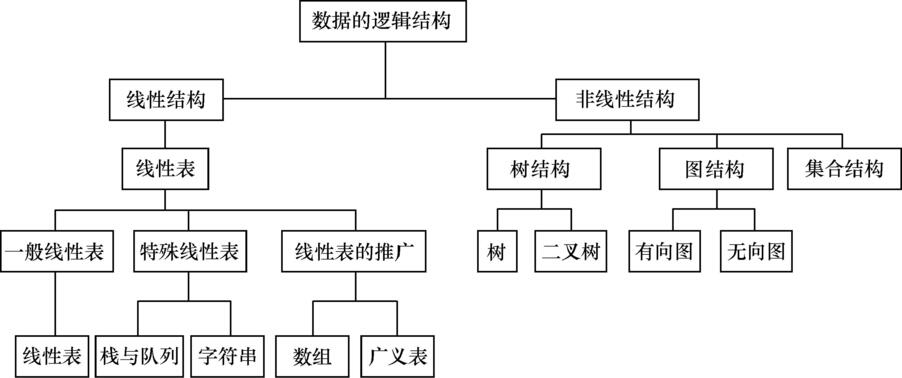 数据的逻辑结构
线性结构
非线性结构
线性表
树结构
图结构
集合结构
一般线性表
特殊线性表
线性表的推广
树
二叉树
有向图
无向图
线性表
栈与队列
字符串
数组
广义表